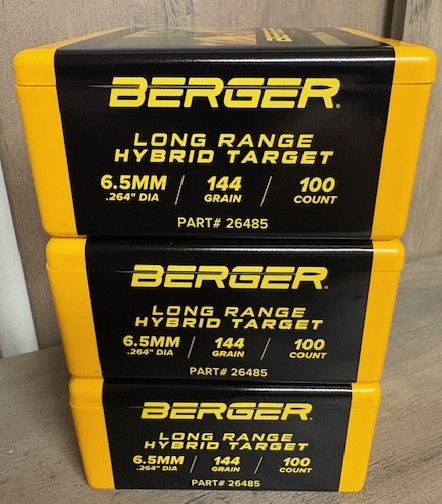 BERGER
BERGER®
LONG RANGE
HYBRID TARGET
6.5MM / 144 / 100
.264" DIA GRAIN COUNT
PART# 26485
BERGER®
LONG RANGE
HYBRID TARGET
6.5MM / 144 / 100
.264" DIA GRAIN COUNT
PART# 26485
BERGER®
LONG RANGE
HYBRID TARGET
6.5MM / 144 / 100
.264" DIA GRAIN COUNT
PART# 26485